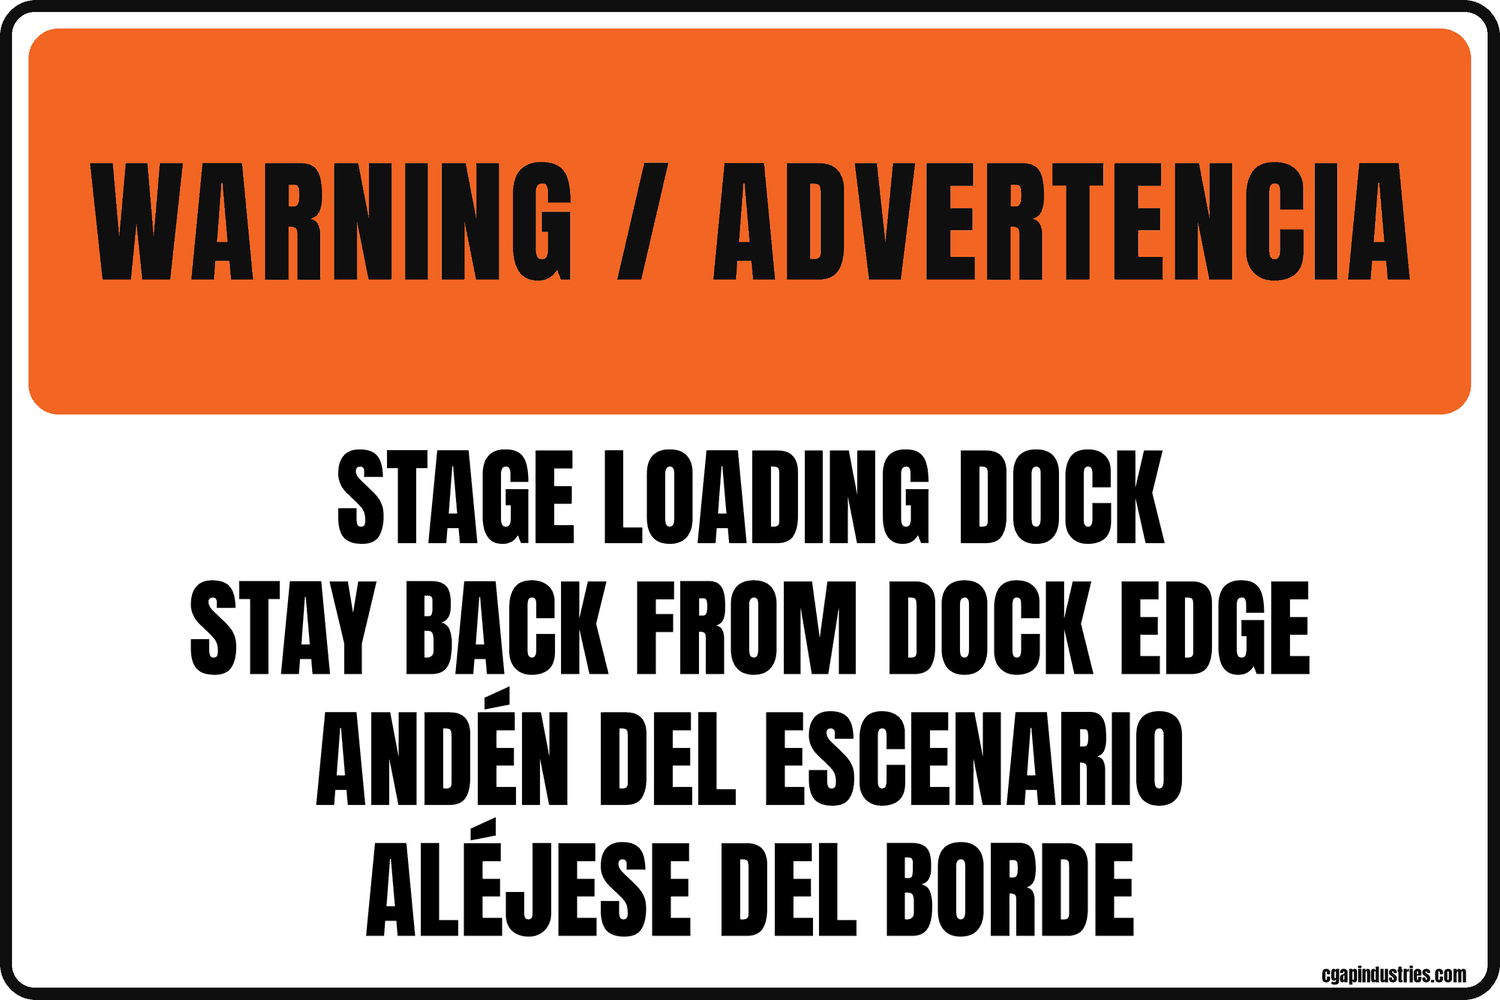 WARNING / ADVERTENCIA
STAGE LOADING DOCK
STAY BACK FROM DOCK EDGE
ANDÉN DEL ESCENARIO
ALÉJESE DEL BORDE
cgapindustries.com